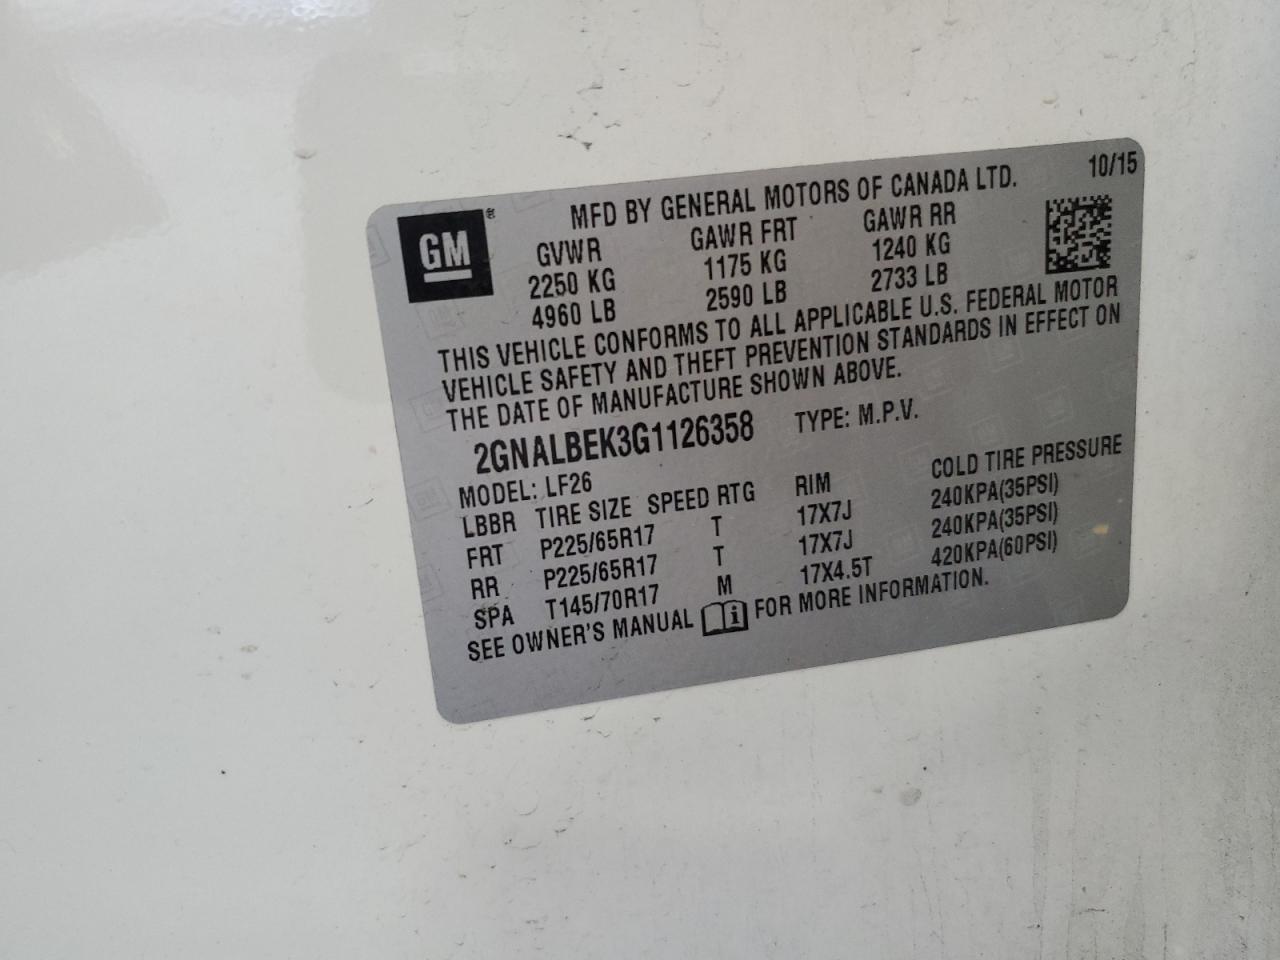 MFD BY GENERAL MOTORS OF CANADA LTD. 10/15
GM®
GVWR GAWR FRT GAWR RR
2250 KG 1175 KG 1240 KG
4960 LB 2590 LB 2733 LB
THIS VEHICLE CONFORMS TO ALL APPLICABLE U.S. FEDERAL MOTOR
VEHICLE SAFETY AND THEFT PREVENTION STANDARDS IN EFFECT ON
THE DATE OF MANUFACTURE SHOWN ABOVE.
2GNALBEK3G1126358 TYPE: M.P.V.
MODEL: LF26
LBBR TIRE SIZE SPEED RTG RIM COLD TIRE PRESSURE
FRT P225/65R17 T 17X7J 240KPA(35PSI)
RR P225/65R17 T 17X7J 240KPA(35PSI)
SPA T145/70R17 M 17X4.5T 420KPA(60PSI)
SEE OWNER'S MANUAL i FOR MORE INFORMATION.